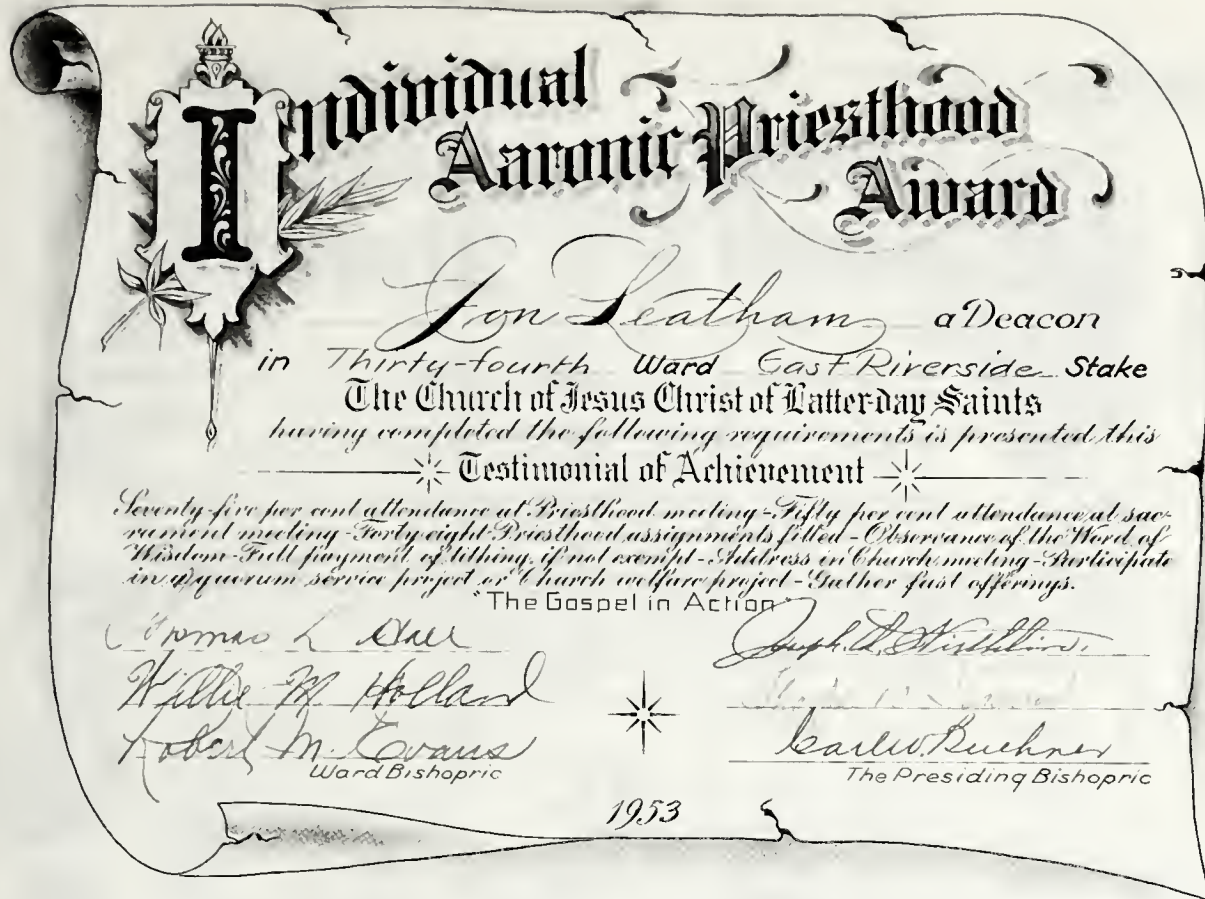 Individual
Aaronic Priesthood
Award
Jon Leatham a Deacon
in Thirty-fourth Ward East Riverside Stake
The Church of Jesus Christ of Latter-day Saints
having completed the following requirements is presented this
Testimonial of Achievement
Seventy-five per cent attendance at Priesthood meeting - Fifty per cent attendance at sac-
rament meeting - Forty eight Priesthood assignments filled - Observance of the Word of
Wisdom - Full payment of tithing, if not exempt - Address in Church meeting - Participate
in quorum service project or Church welfare project - Gather fast offerings.
"The Gospel in Action"
L
Joseph L. Wirthlin
Willie M Holland
Robert M. Evans
Carl W Buehner
Ward Bishopric
The Presiding Bishopric
1953